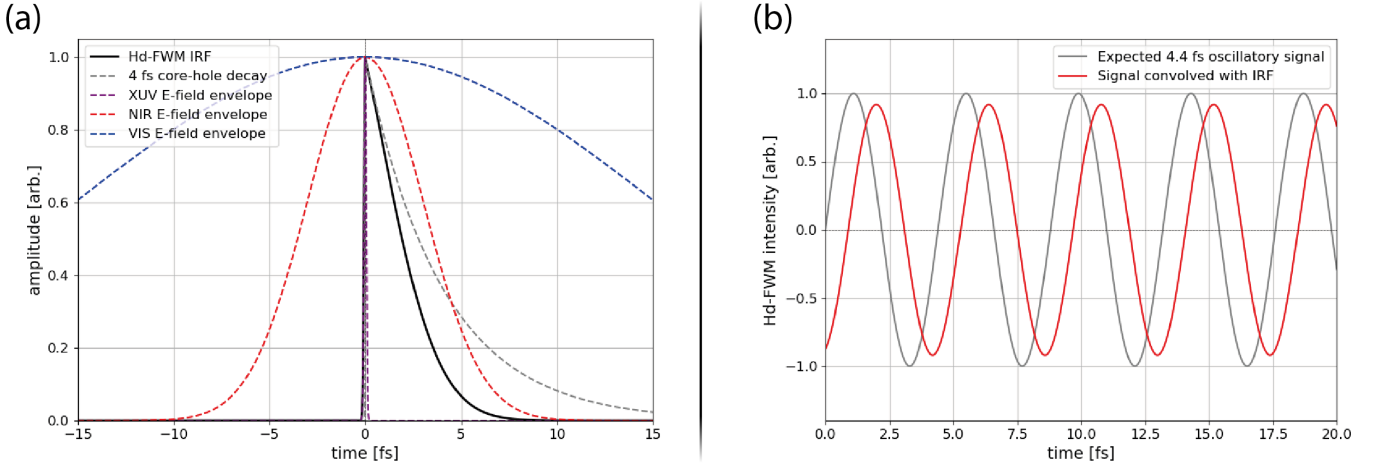 (a)
Hd-FWM IRF
4 fs core-hole decay
XUV E-field envelope
NIR E-field envelope
VIS E-field envelope
amplitude [arb.]
1.0
0.8
0.6
0.4
0.2
0.0
−15
−10
−5
0
5
10
15
time [fs]
(b)
Expected 4.4 fs oscillatory signal
Signal convolved with IRF
Hd-FWM intensity [arb.]
1.0
0.5
0.0
−0.5
−1.0
0.0
2.5
5.0
7.5
10.0
12.5
15.0
17.5
20.0
time [fs]